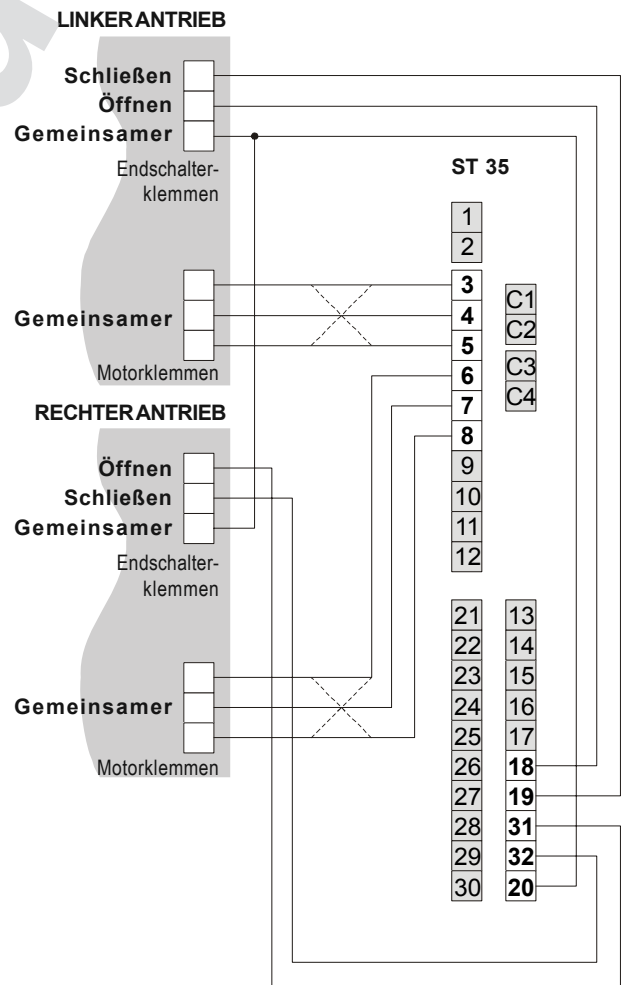 LINKER ANTRIEB
Schließen
Öffnen
Gemeinsamer
Endschalter-
klemmen
Gemeinsamer
Motorklemmen
RECHTER ANTRIEB
Öffnen
Schließen
Gemeinsamer
Endschalter-
klemmen
Gemeinsamer
Motorklemmen
ST 35
1
2
3
4
5
6
7
8
9
10
11
12
C1
C2
C3
C4
21 13
22 14
23 15
24 16
25 17
26 18
27 19
28 31
29 32
30 20